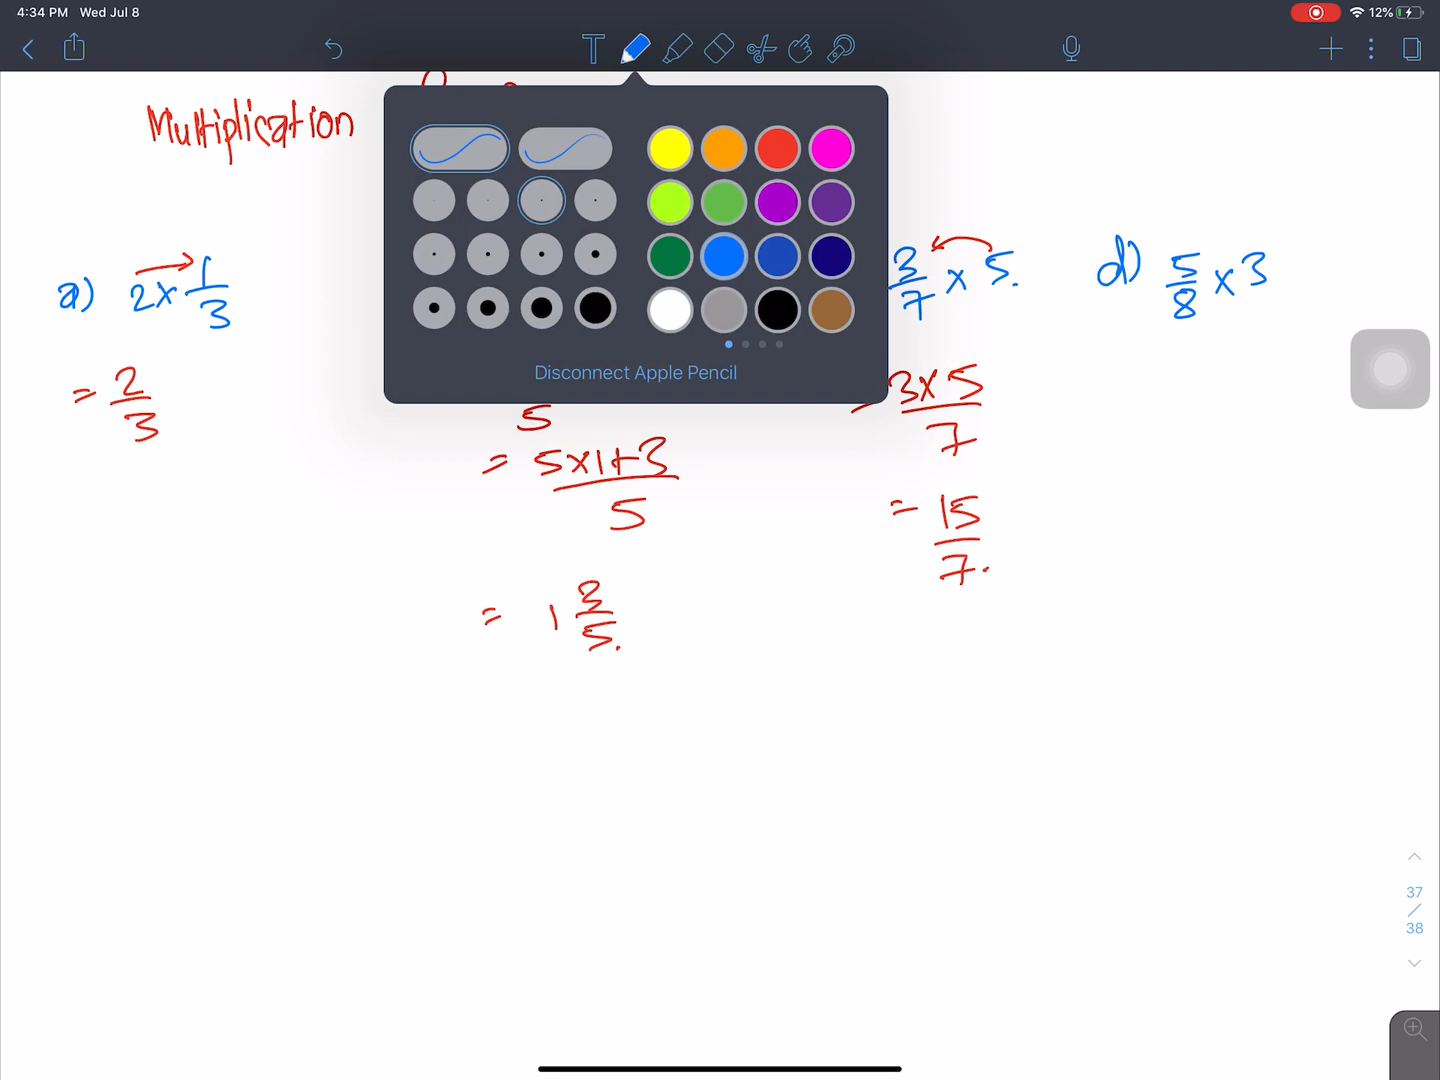 4:34 PM Wed Jul 8
12%
T
Multiplication
a) 2 x 1/3
3/7 x 5.
d) 5/8 x 3
Disconnect Apple Pencil
= 2/3
5
= 3x5/7
= 5x1+3/5
= 15/7.
= 1 3/5.
37
/
38